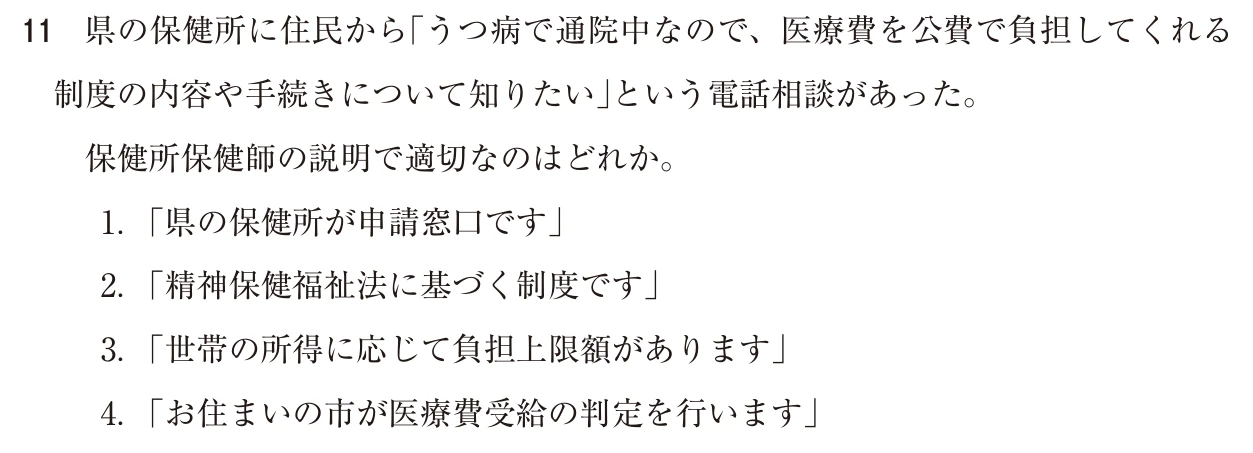 11 県の保健所に住民から「うつ病で通院中なので、医療費を公費で負担してくれる
制度の内容や手続きについて知りたい」という電話相談があった。
保健所保健師の説明で適切なのはどれか。
1. 「県の保健所が申請窓口です」
2. 「精神保健福祉法に基づく制度です」
3. 「世帯の所得に応じて負担上限額があります」
4. 「お住まいの市が医療費受給の判定を行います」